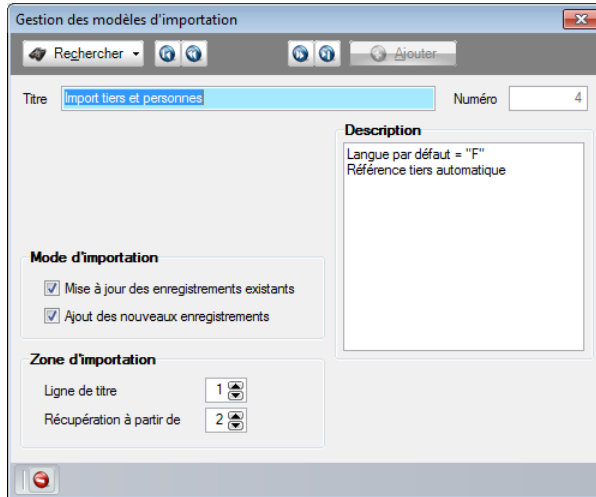 Gestion des modèles d'importation
Rechercher
Ajouter
Titre
Import tiers et personnes
Numéro
4
Description
Langue par défaut = "F"
Référence tiers automatique
Mode d'importation
Mise à jour des enregistrements existants
Ajout des nouveaux enregistrements
Zone d'importation
Ligne de titre
1
Récupération à partir de
2